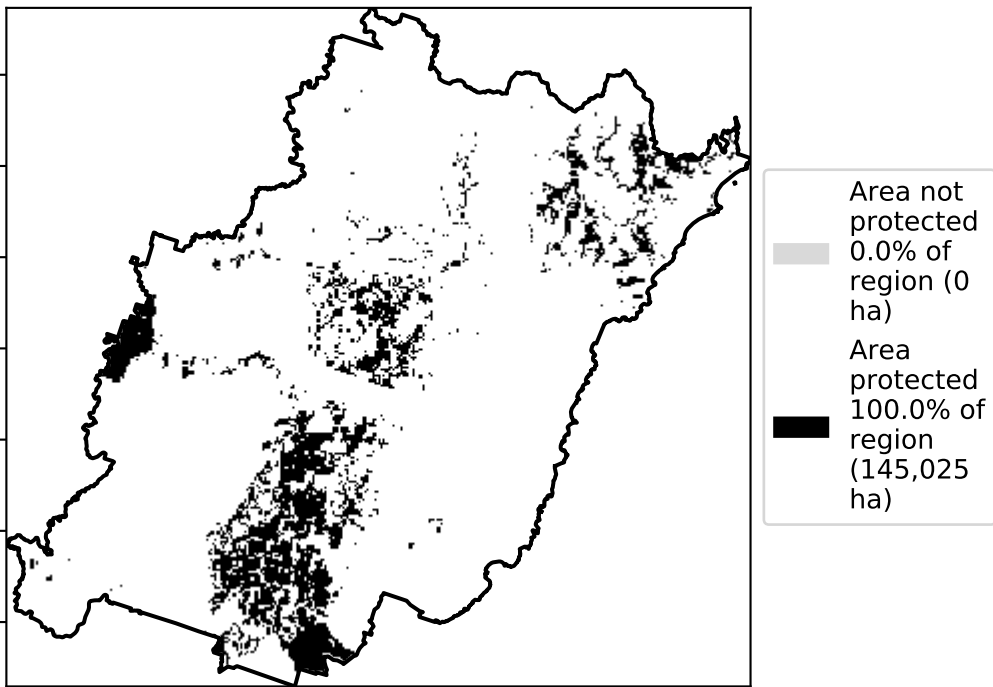 Area not
protected
0.0% of
region (0
ha)
Area
protected
100.0% of
region
(145,025
ha)